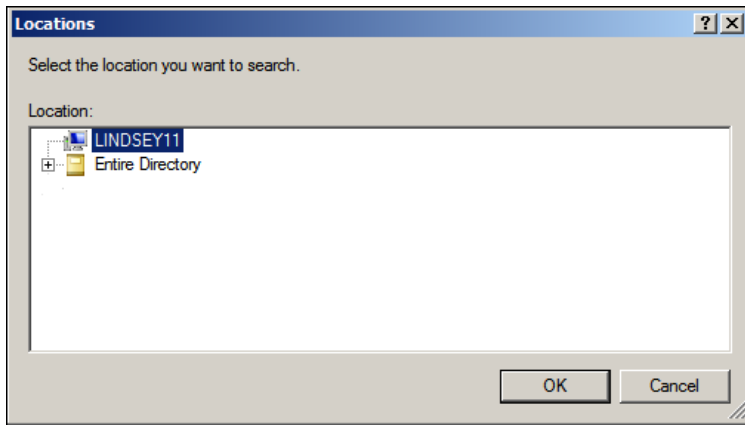 Locations
Select the location you want to search.
Location:
LINDSEY11
Entire Directory
OK Cancel